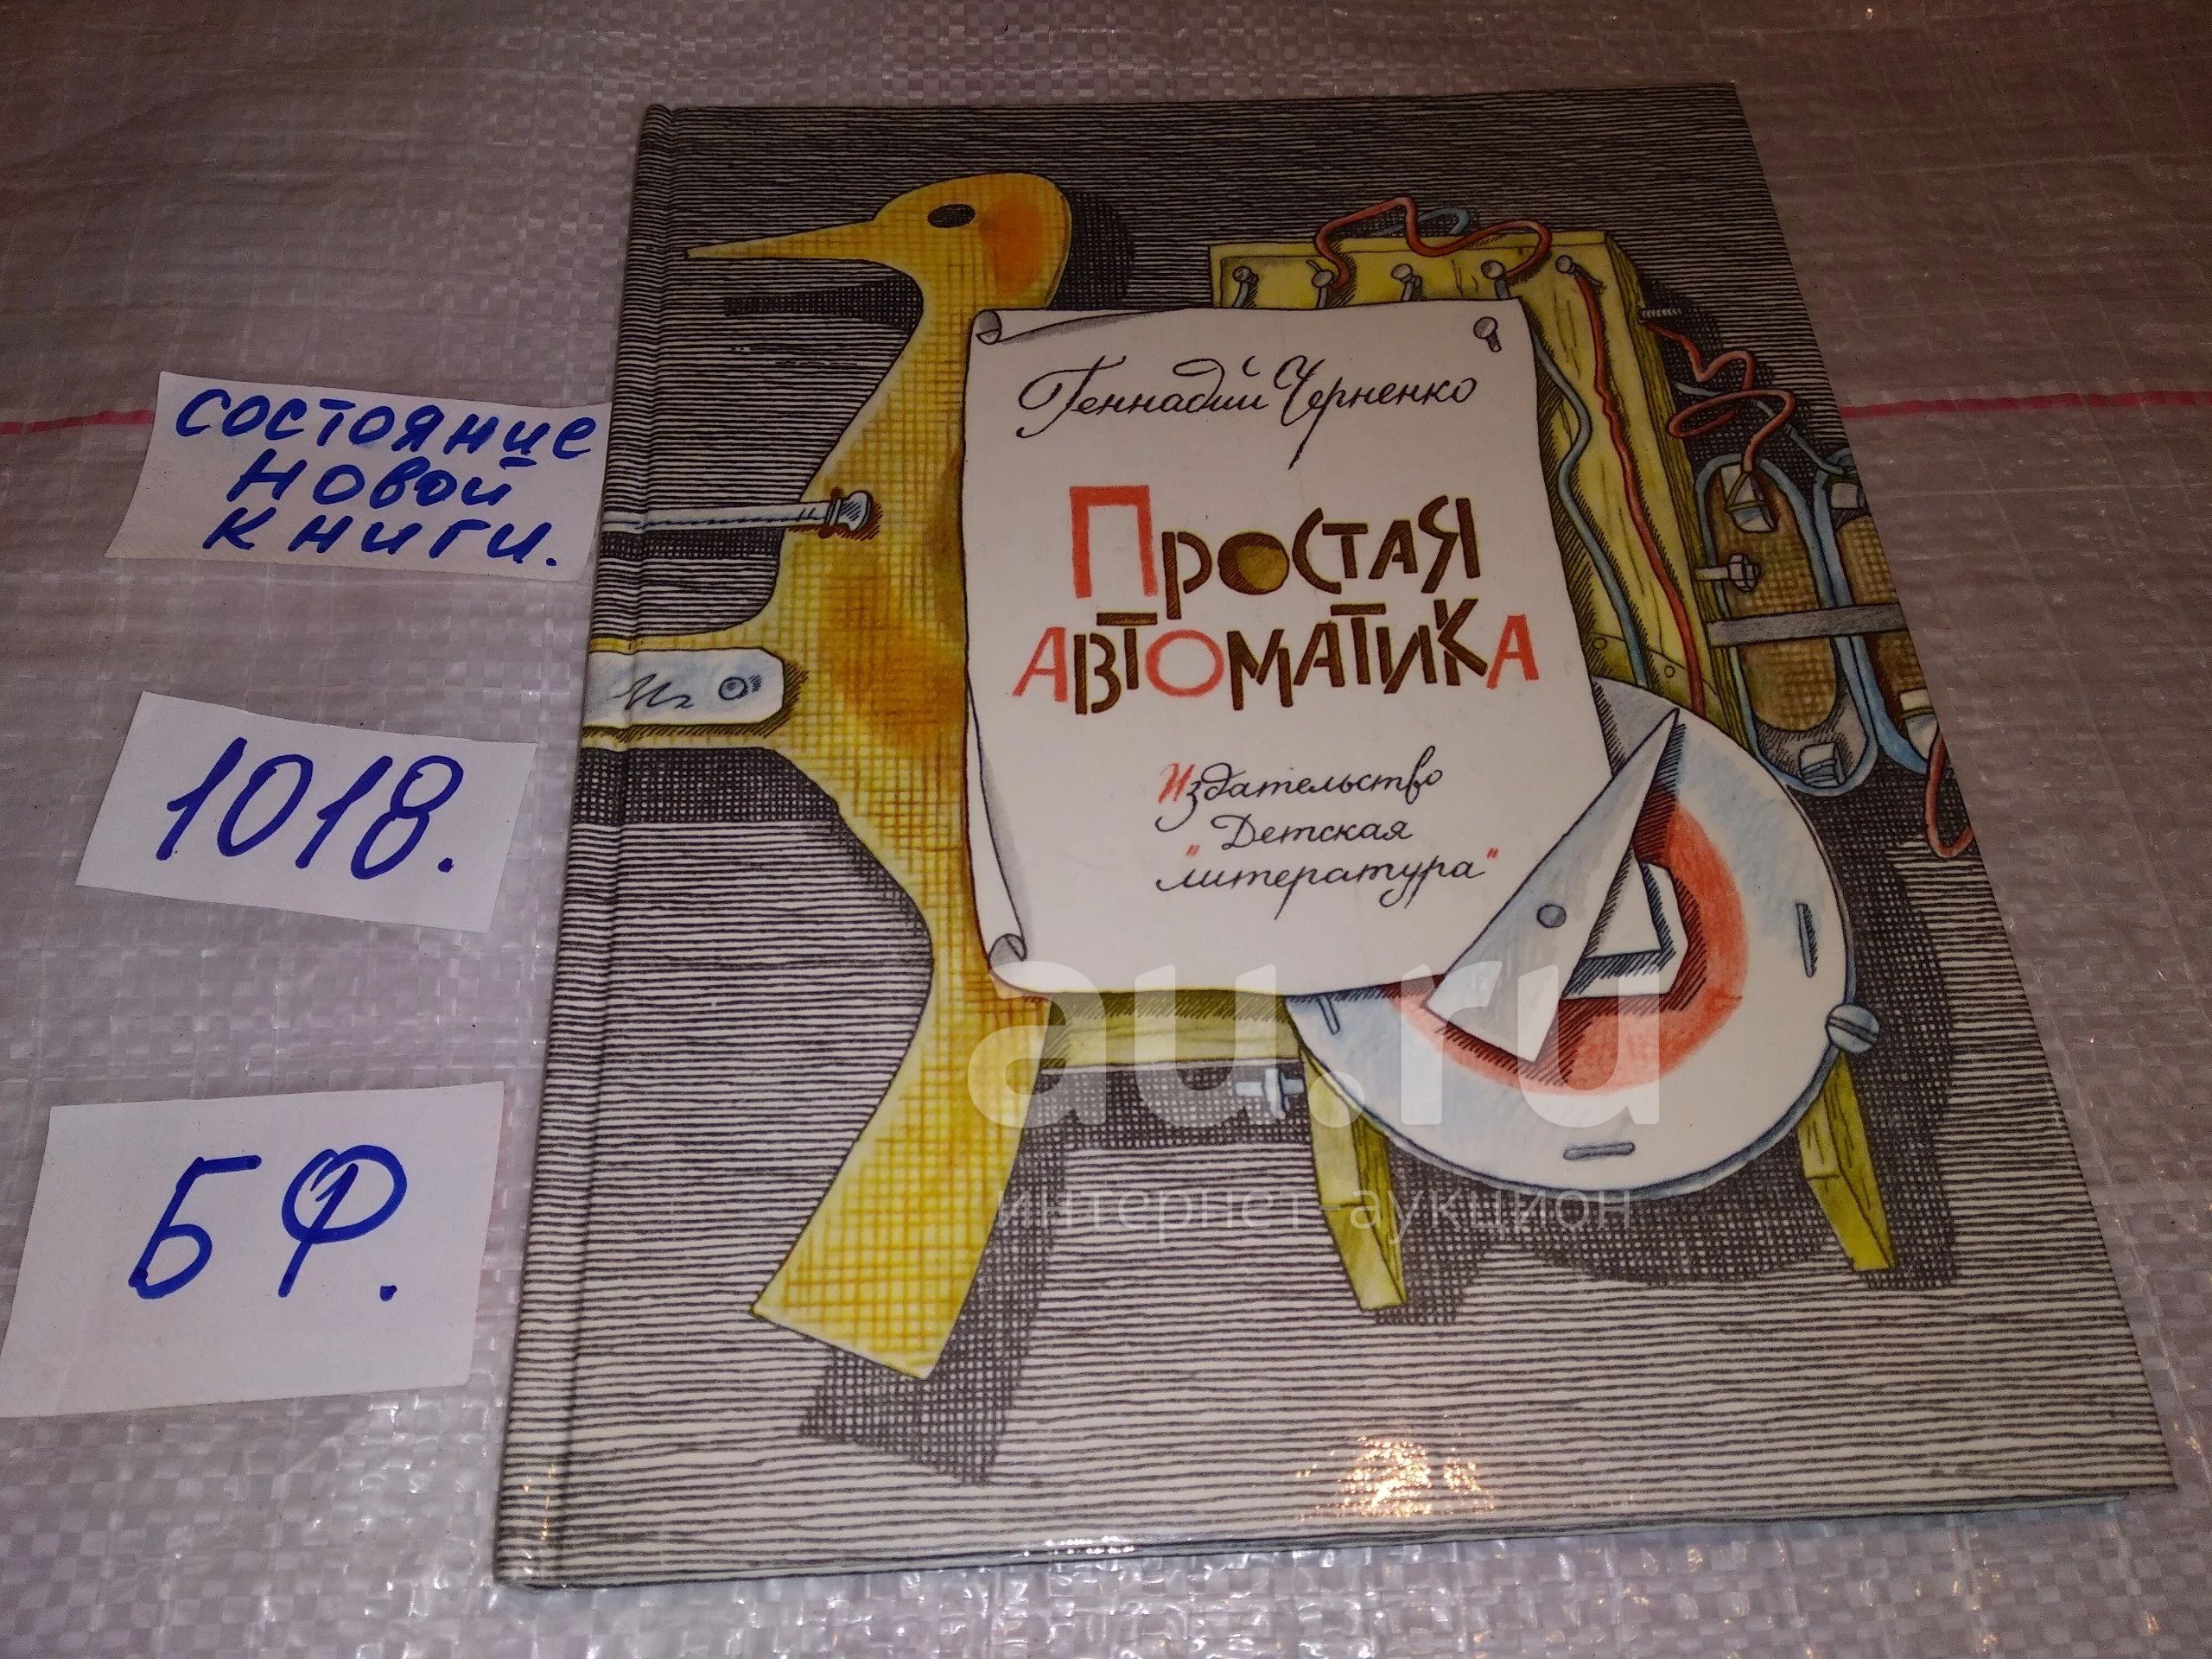 состояние
новой
книги.
1018.
БФ.
Геннадий Черненко
Простая
автоматика
Издательство
"Детская
литература"
au.ru
интернет-аукцион